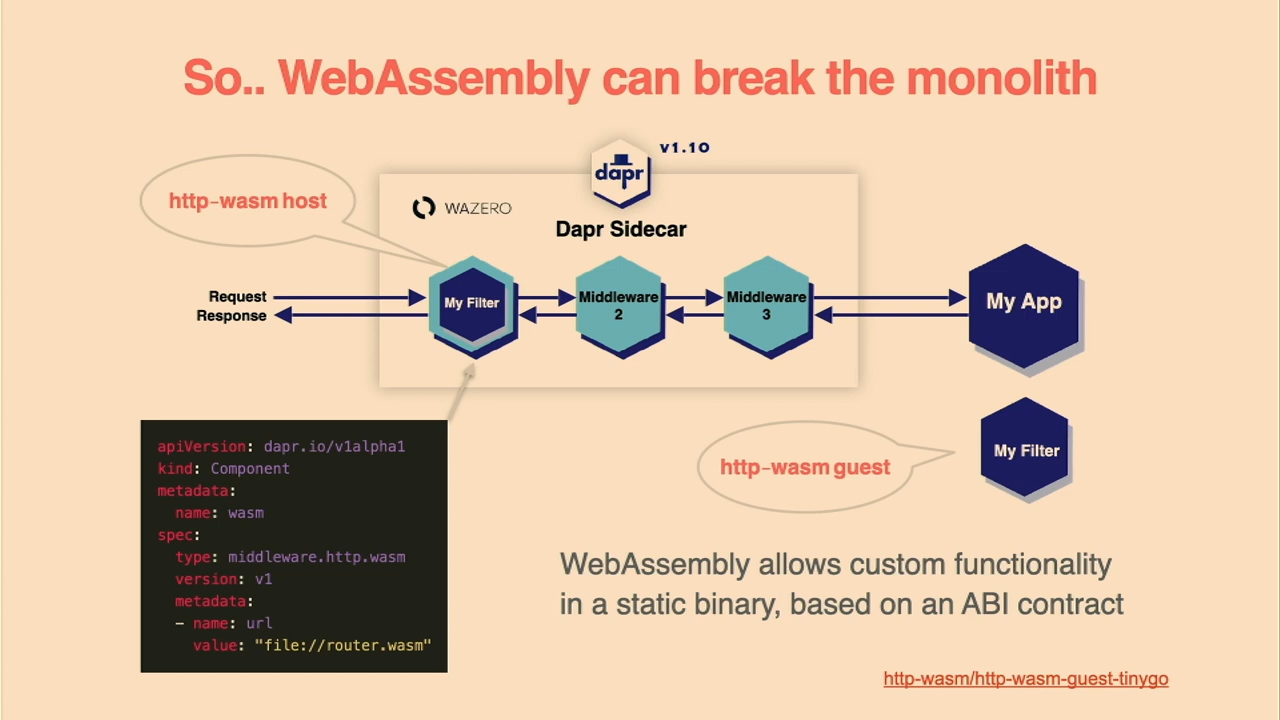 So.. WebAssembly can break the monolith
v1.10
dapr
http-wasm host
WAZERO
Dapr Sidecar
Request
Response
My Filter
Middleware
2
Middleware
3
My App
apiVersion: dapr.io/v1alpha1
kind: Component
metadata:
  name: wasm
spec:
  type: middleware.http.wasm
  version: v1
  metadata:
  - name: url
    value: "file://router.wasm"
http-wasm guest
My Filter
WebAssembly allows custom functionality
in a static binary, based on an ABI contract
http-wasm/http-wasm-guest-tinygo